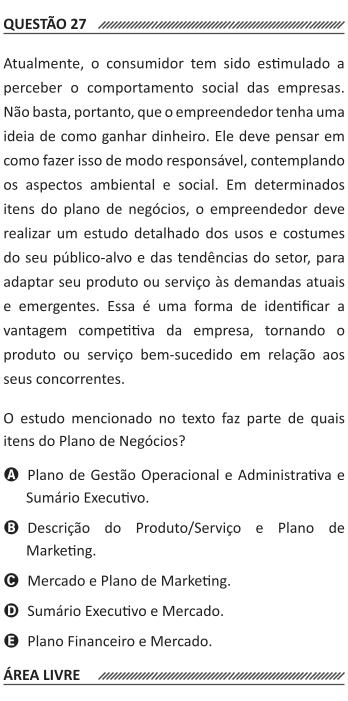 QUESTÃO 27
Atualmente, o consumidor tem sido estimulado a
perceber o comportamento social das empresas.
Não basta, portanto, que o empreendedor tenha uma
ideia de como ganhar dinheiro. Ele deve pensar em
como fazer isso de modo responsável, contemplando
os aspectos ambiental e social. Em determinados
itens do plano de negócios, o empreendedor deve
realizar um estudo detalhado dos usos e costumes
do seu público-alvo e das tendências do setor, para
adaptar seu produto ou serviço às demandas atuais
e emergentes. Essa é uma forma de identificar a
vantagem competitiva da empresa, tornando o
produto ou serviço bem-sucedido em relação aos
seus concorrentes.
O estudo mencionado no texto faz parte de quais
itens do Plano de Negócios?
A Plano de Gestão Operacional e Administrativa e
Sumário Executivo.
B Descrição do Produto/Serviço e Plano de
Marketing.
C Mercado e Plano de Marketing.
D Sumário Executivo e Mercado.
E Plano Financeiro e Mercado.
ÁREA LIVRE